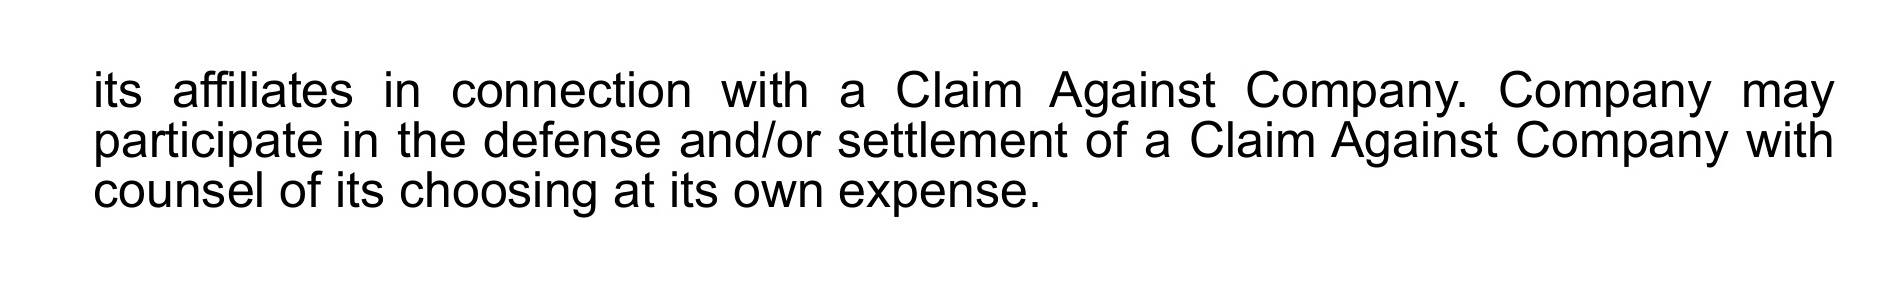 its affiliates in connection with a Claim Against Company. Company may
participate in the defense and/or settlement of a Claim Against Company with
counsel of its choosing at its own expense.